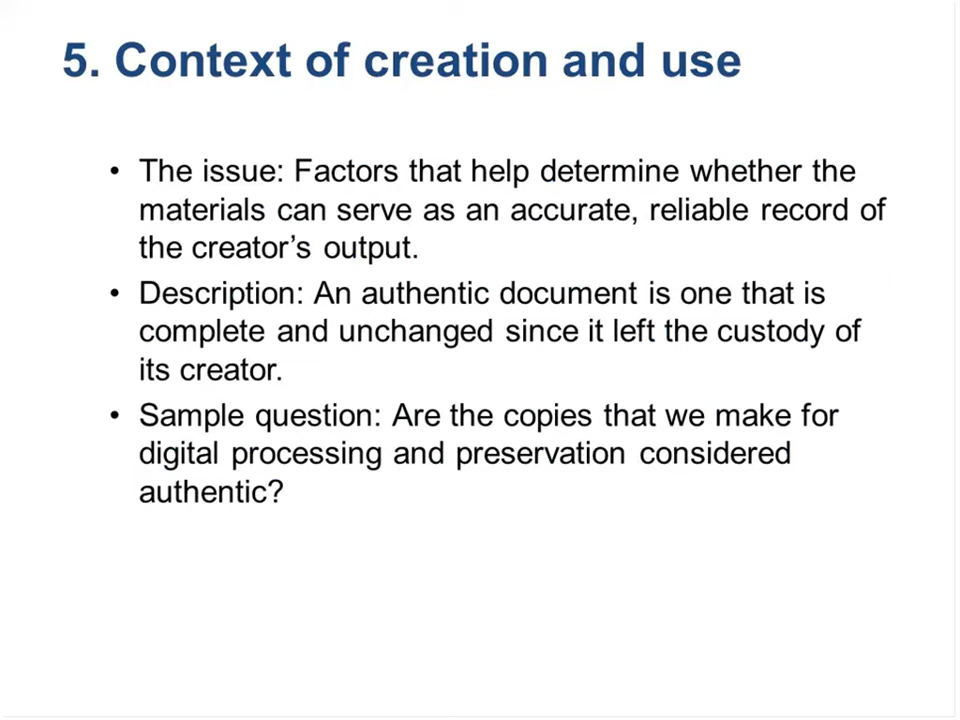 5. Context of creation and use
• The issue: Factors that help determine whether the
materials can serve as an accurate, reliable record of
the creator’s output.
• Description: An authentic document is one that is
complete and unchanged since it left the custody of
its creator.
• Sample question: Are the copies that we make for
digital processing and preservation considered
authentic?